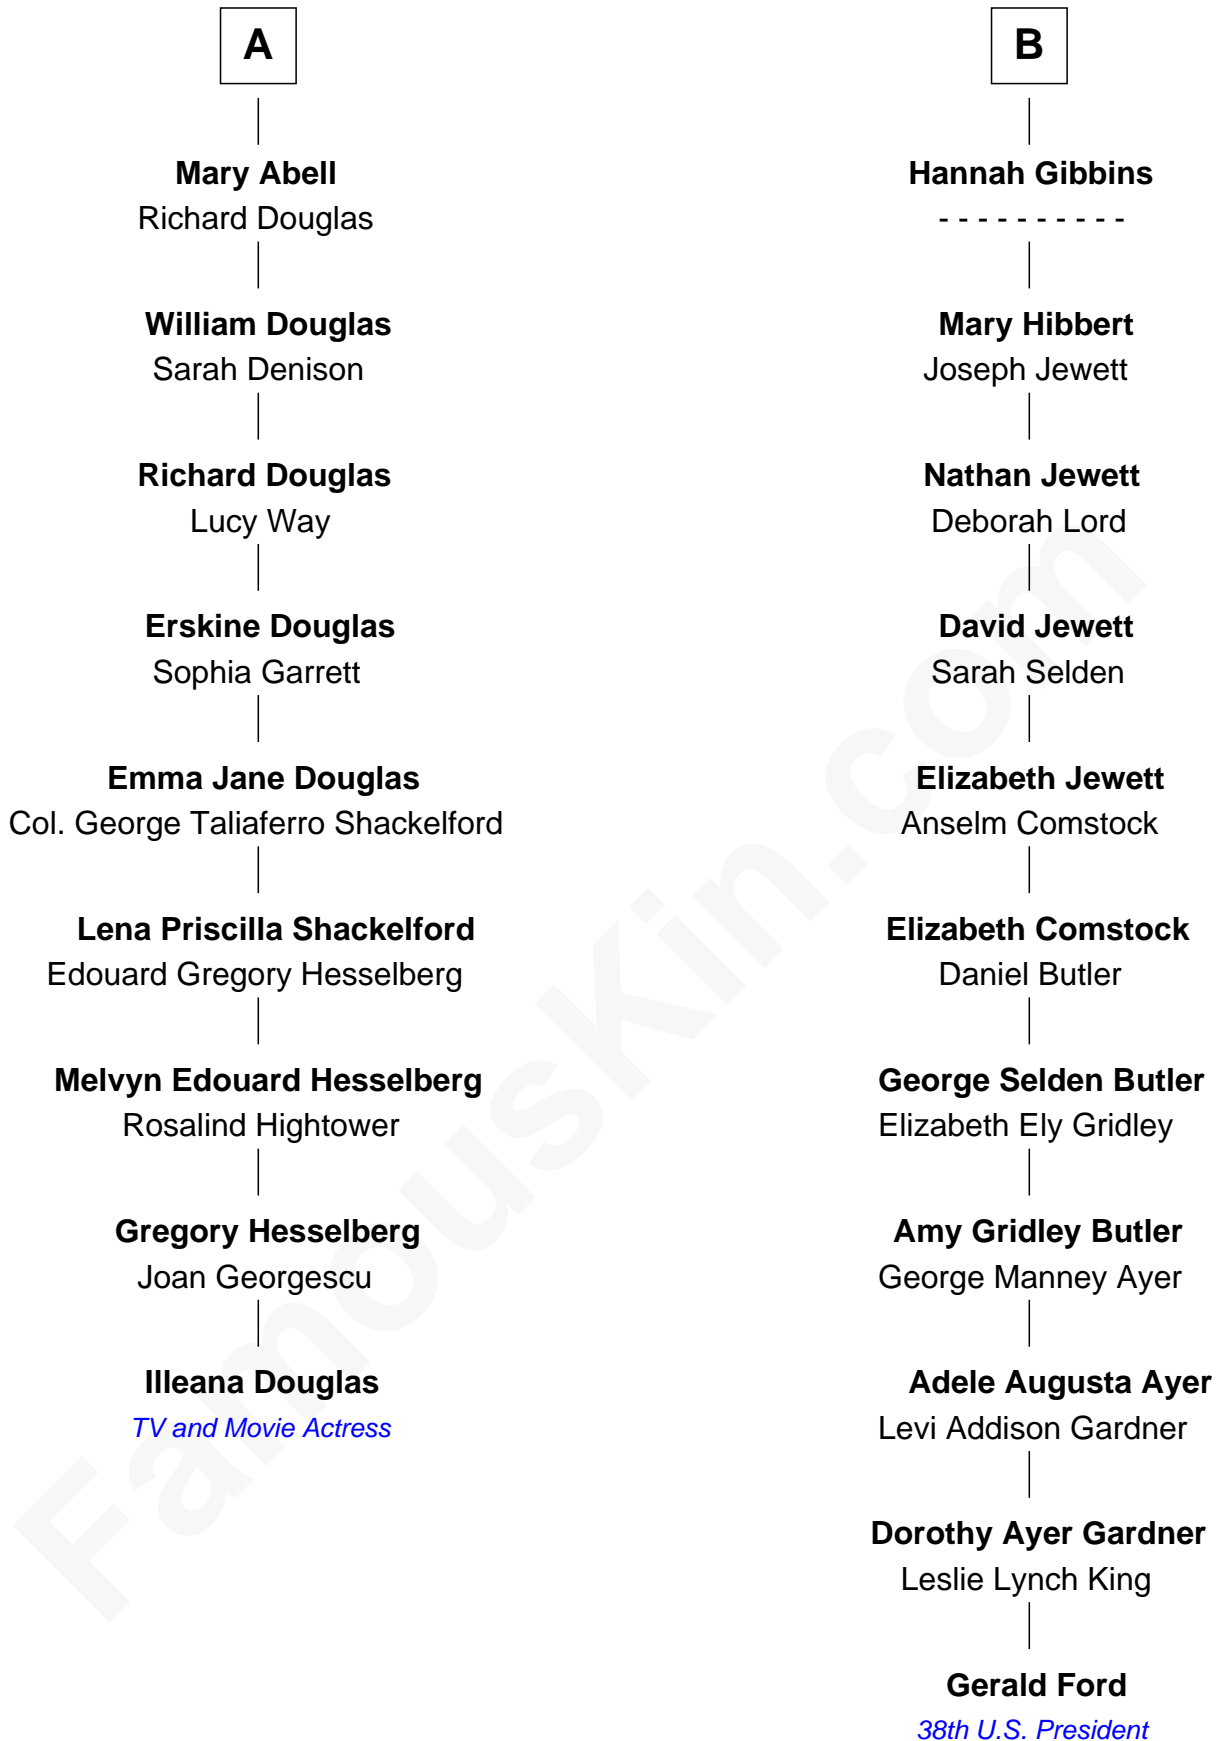 A
Mary Abell
Richard Douglas
William Douglas
Sarah Denison
Richard Douglas
Lucy Way
Erskine Douglas
Sophia Garrett
Emma Jane Douglas
Col. George Taliaferro Shackelford
Lena Priscilla Shackelford
Edouard Gregory Hesselberg
Melvyn Edouard Hesselberg
Rosalind Hightower
Gregory Hesselberg
Joan Georgescu
Illeana Douglas
TV and Movie Actress
B
Hannah Gibbins
- - - - - - - - - -
Mary Hibbert
Joseph Jewett
Nathan Jewett
Deborah Lord
David Jewett
Sarah Selden
Elizabeth Jewett
Anselm Comstock
Elizabeth Comstock
Daniel Butler
George Selden Butler
Elizabeth Ely Gridley
Amy Gridley Butler
George Manney Ayer
Adele Augusta Ayer
Levi Addison Gardner
Dorothy Ayer Gardner
Leslie Lynch King
Gerald Ford
38th U.S. President
FamousKin.com